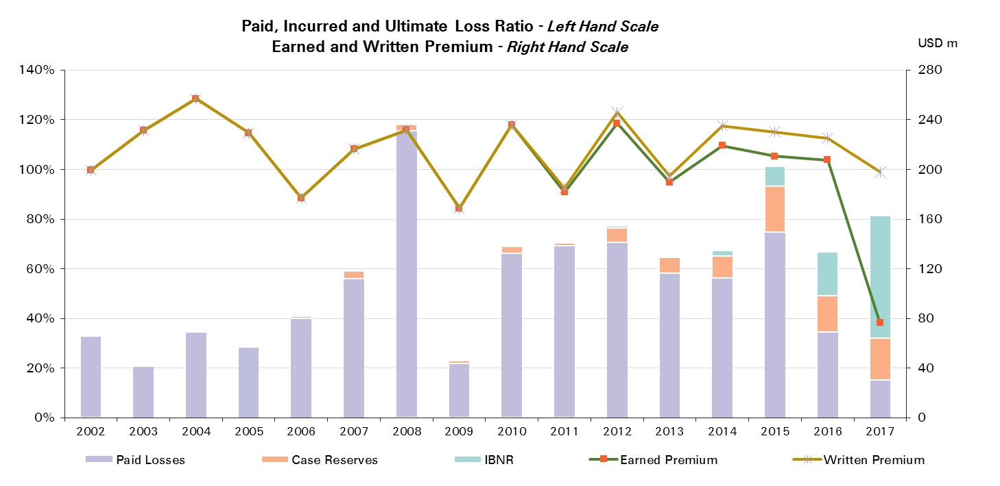 Paid, Incurred and Ultimate Loss Ratio - Left Hand Scale
Earned and Written Premium - Right Hand Scale
USD m
140% 280
120% 240
100% 200
80% 160
60% 120
40% 80
20% 40
0% 0
2002 2003 2004 2005 2006 2007 2008 2009 2010 2011 2012 2013 2014 2015 2016 2017
Paid Losses Case Reserves IBNR Earned Premium Written Premium